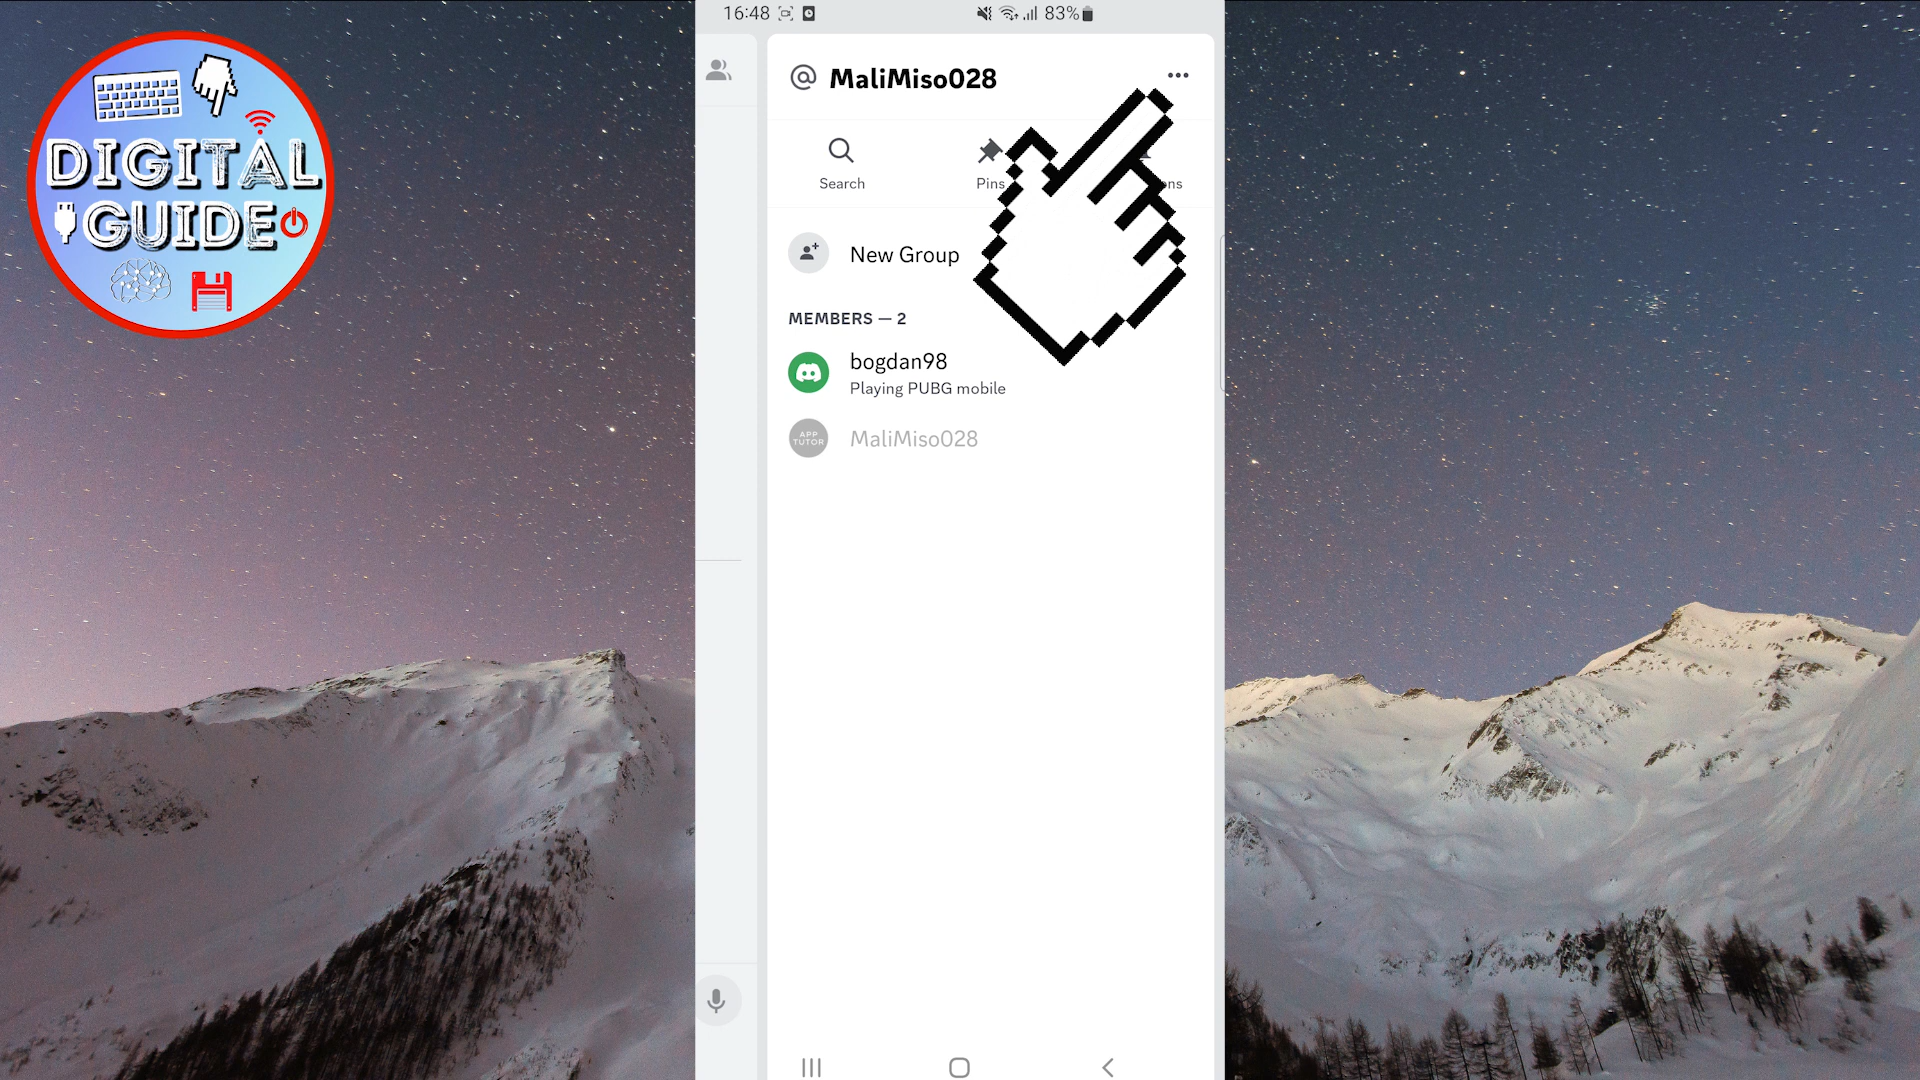 16:48
83%
DIGITAL
GUIDE
@ MaliMiso028
Search
Pins
New Group
MEMBERS — 2
bogdan98
Playing PUBG mobile
APP
TUTOR
MaliMiso028